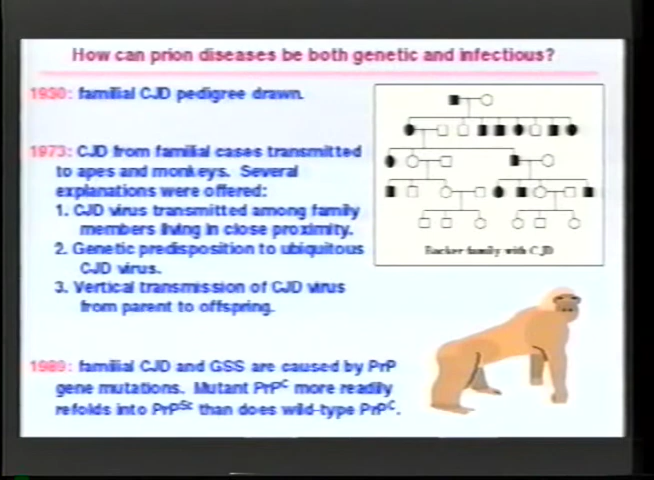 How can prion diseases be both genetic and infectious?
1930: familial CJD pedigree drawn.
1973: CJD from familial cases transmitted
to apes and monkeys. Several
explanations were offered:
1. CJD virus transmitted among family
members living in close proximity.
2. Genetic predisposition to ubiquitous
CJD virus.
3. Vertical transmission of CJD virus
from parent to offspring.
Backer family with CJD
1989: familial CJD and GSS are caused by PrP
gene mutations. Mutant PrPC more readily
refolds into PrPSc than does wild-type PrPC.